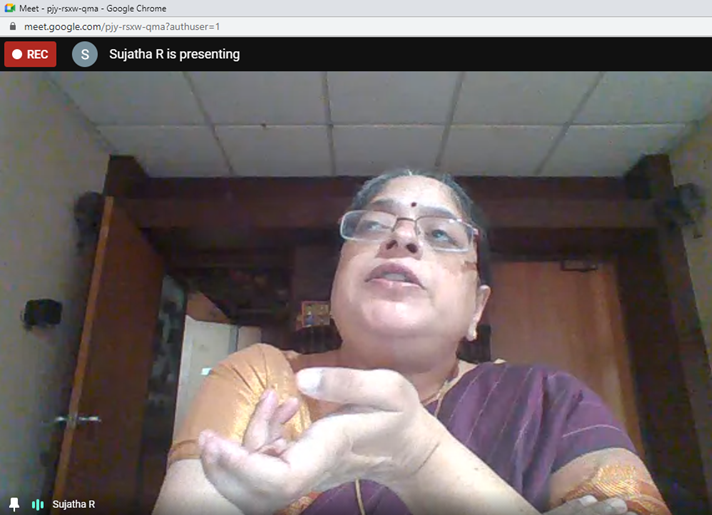 Meet - pjy-rsxw-qma - Google Chrome
meet.google.com/pjy-rsxw-qma?authuser=1
REC
S
Sujatha R is presenting
Sujatha R